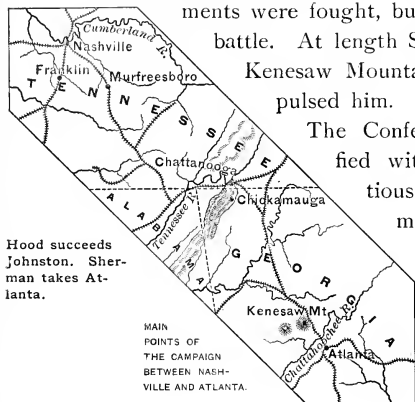 ments were fought, bu
battle. At length S
Kenesaw Mounta
pulsed him.
The Confe
fied wit
tious
m
Cumberland R.
Nashville
Franklin
Murfreesboro
TENNESSEE
Chattanooga
Tennessee R.
Chickamauga
ALABAMA
GEORGIA
Kenesaw Mt.
Chattahoochee R.
Atlanta
Hood succeeds
Johnston. Sher-
man takes At-
lanta.
MAIN
POINTS OF
THE CAMPAIGN
BETWEEN NASH-
VILLE AND ATLANTA.